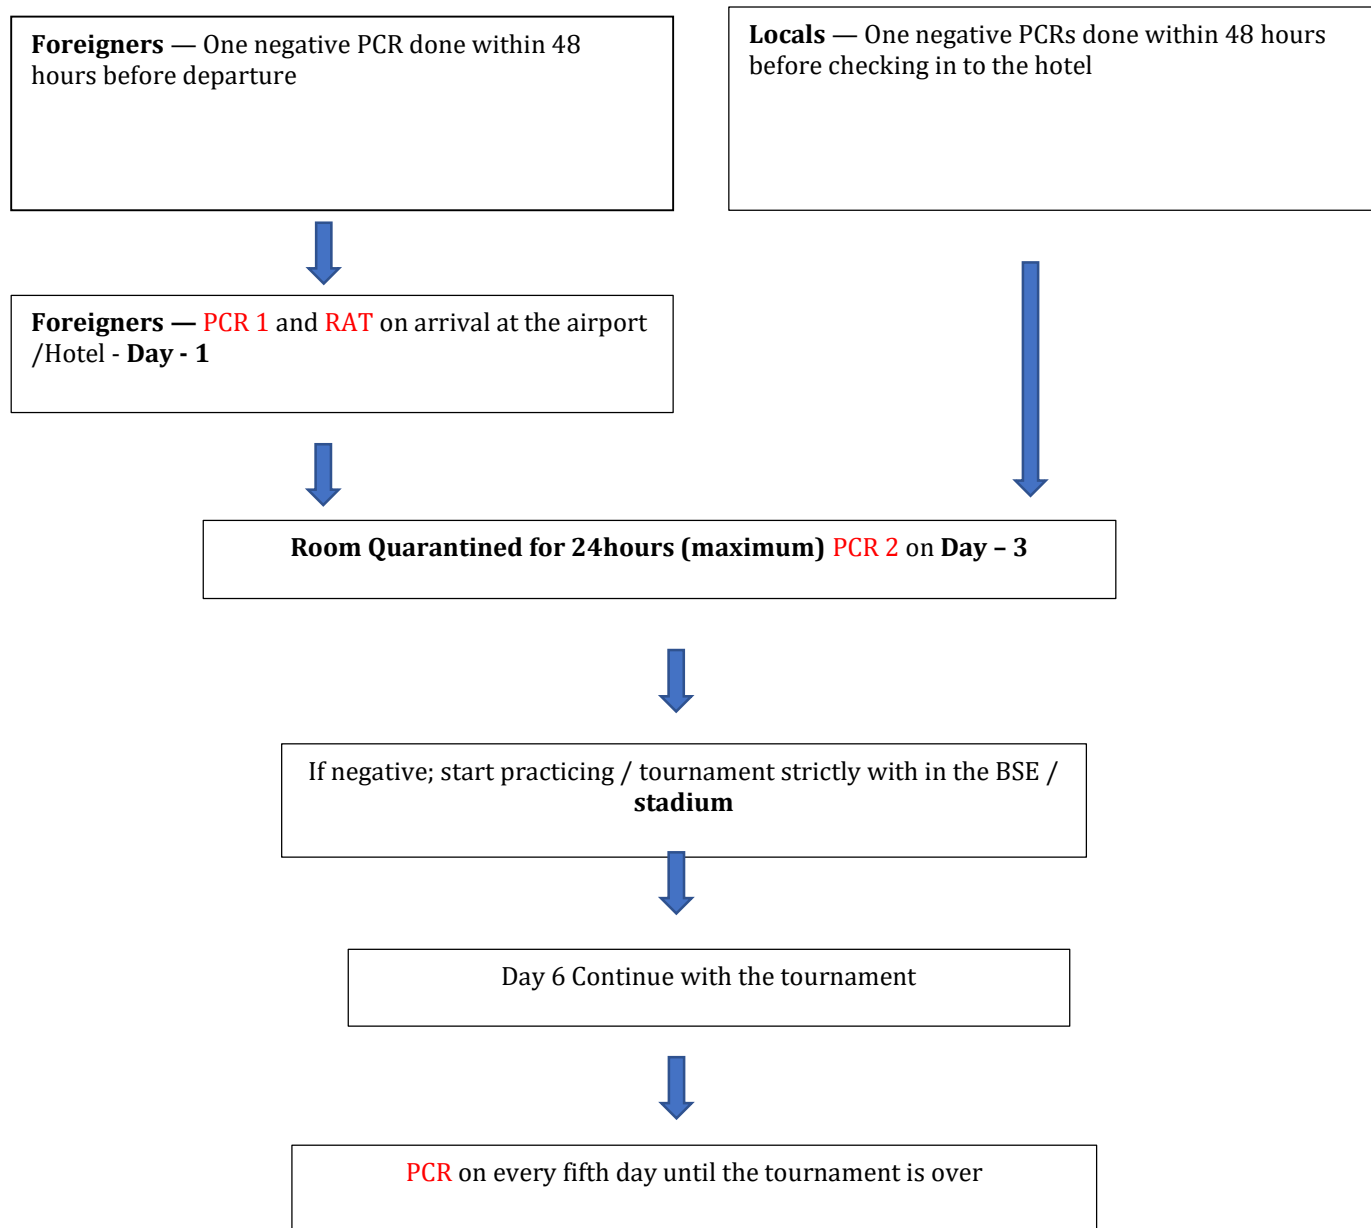 Foreigners — One negative PCR done within 48
hours before departure
Locals — One negative PCRs done within 48 hours
before checking in to the hotel
Foreigners — PCR 1 and RAT on arrival at the airport
/Hotel - Day - 1
Room Quarantined for 24hours (maximum) PCR 2 on Day – 3
If negative; start practicing / tournament strictly with in the BSE /
stadium
Day 6 Continue with the tournament
PCR on every fifth day until the tournament is over